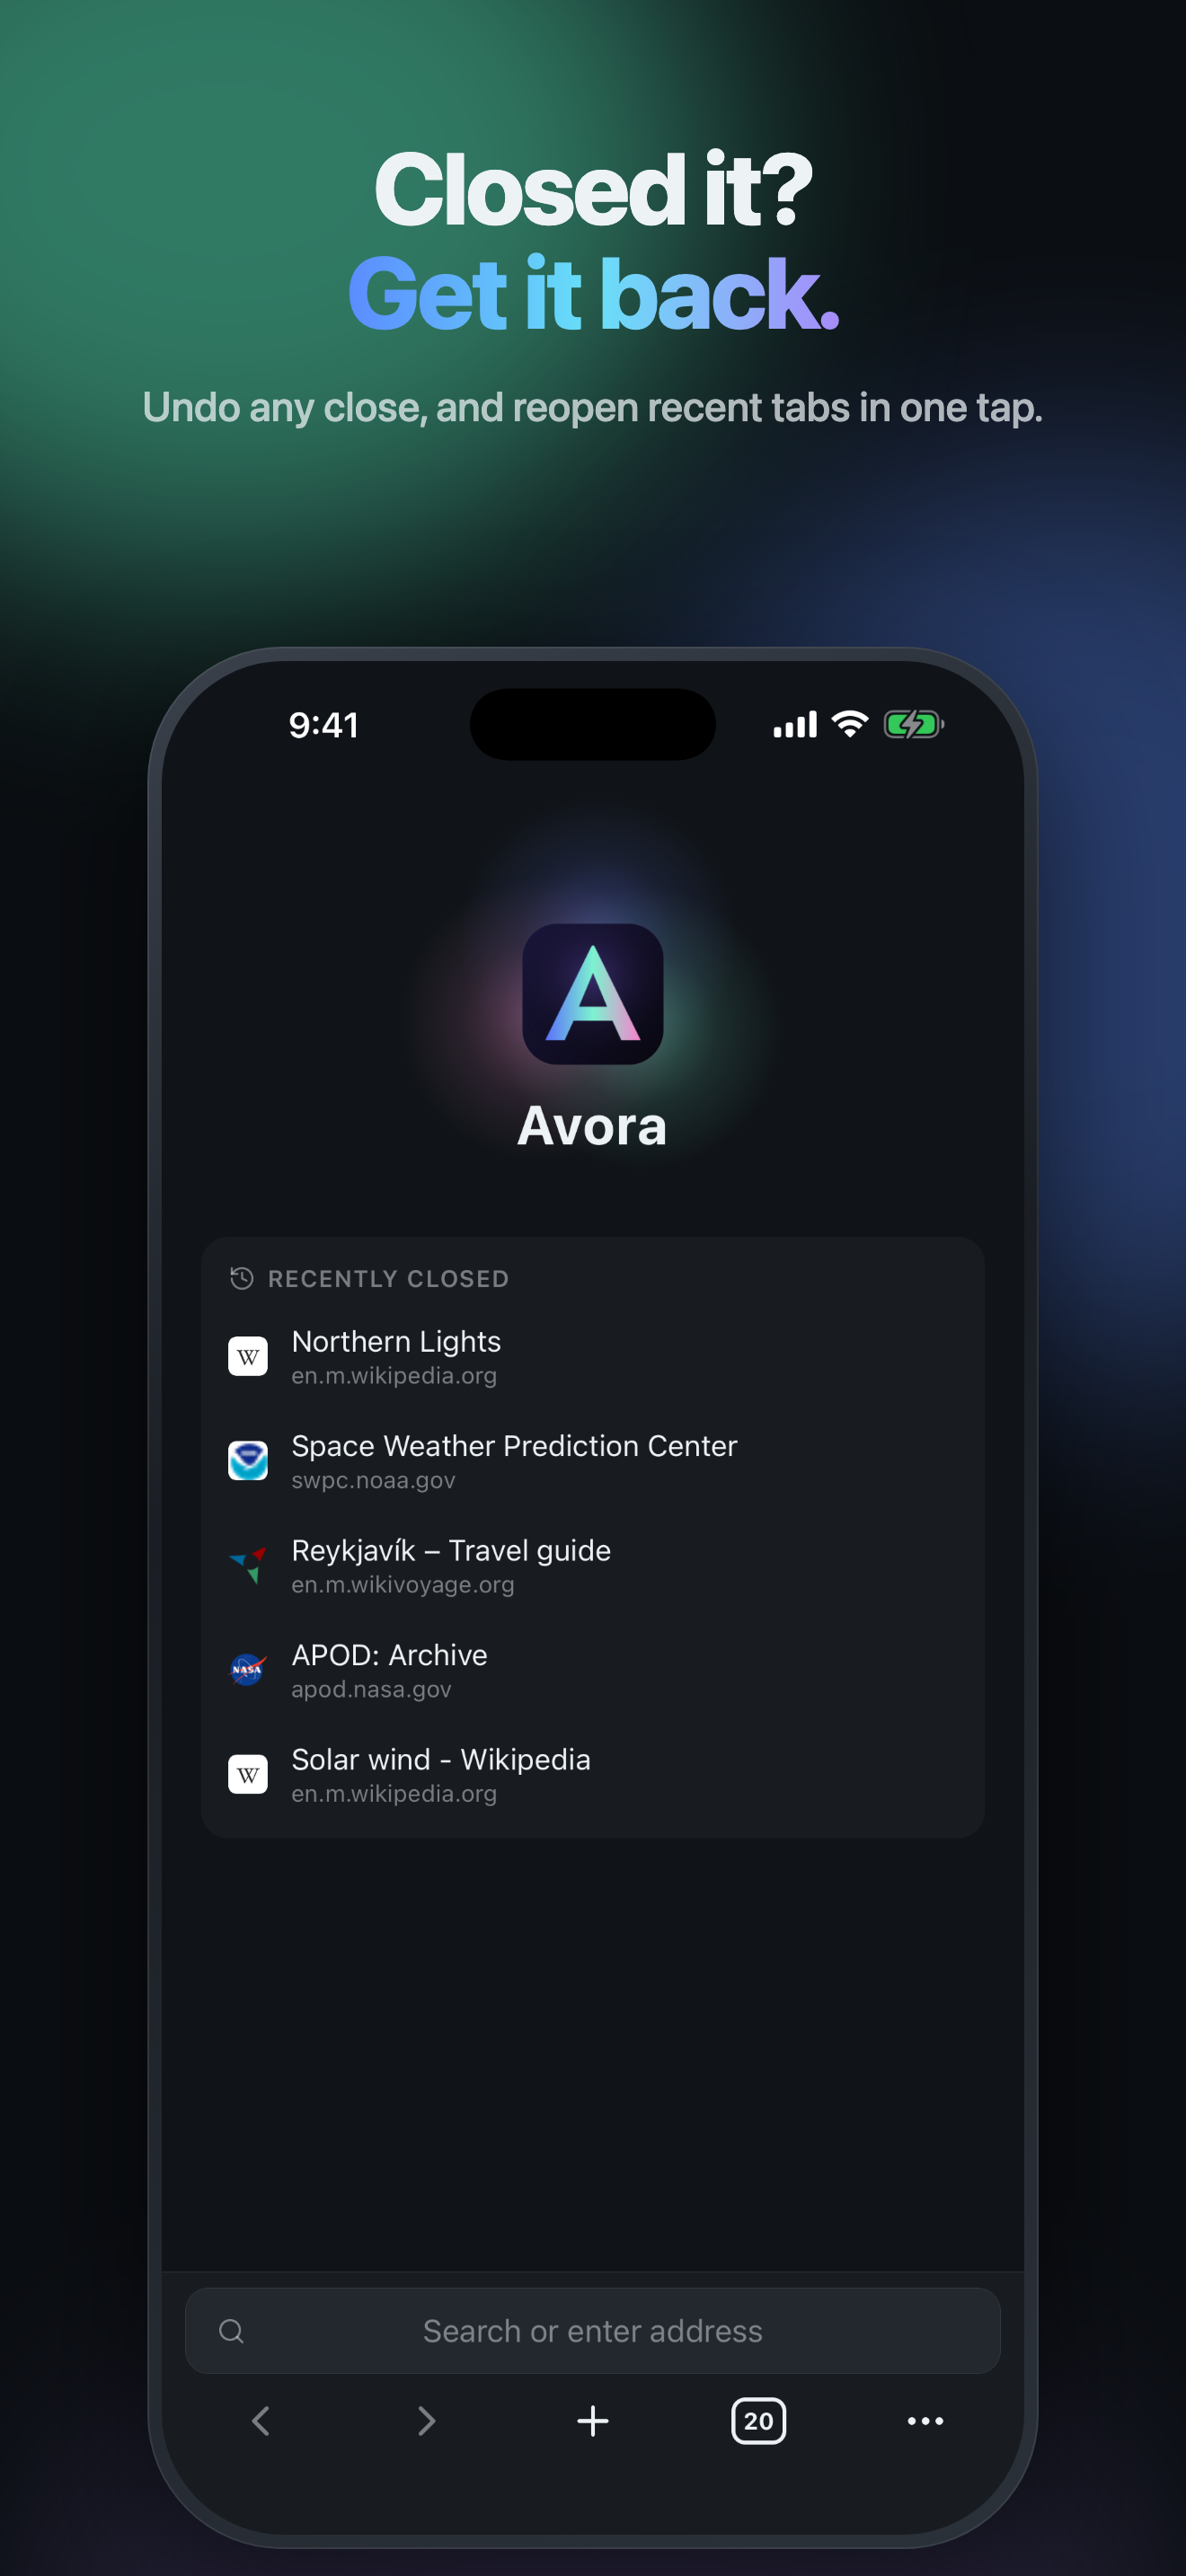 Closed it?
Get it back.
Undo any close, and reopen recent tabs in one tap.
9:41
A
Avora
RECENTLY CLOSED
W
Northern Lights
en.m.wikipedia.org
Space Weather Prediction Center
swpc.noaa.gov
Reykjavík – Travel guide
en.m.wikivoyage.org
NASA
APOD: Archive
apod.nasa.gov
W
Solar wind - Wikipedia
en.m.wikipedia.org
Search or enter address
20